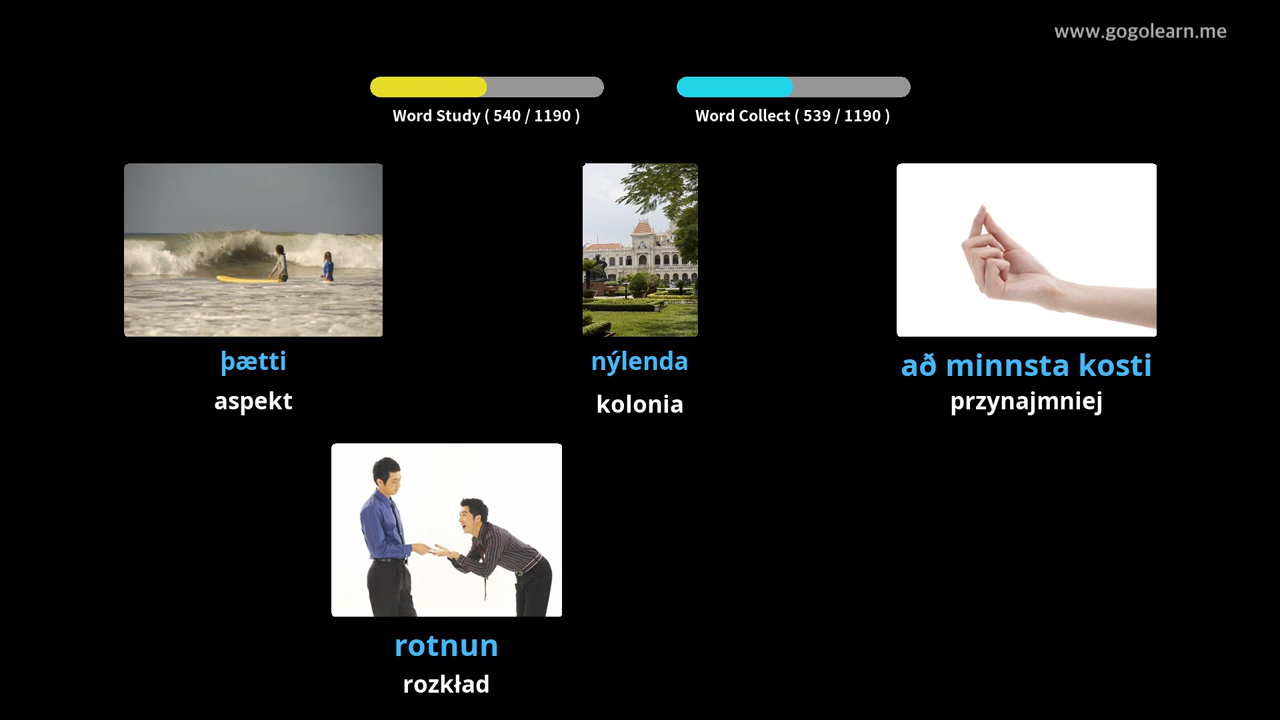 www.gogolearn.me
Word Study ( 540 / 1190 )
Word Collect ( 539 / 1190 )
þætti
aspekt
nýlenda
kolonia
að minnsta kosti
przynajmniej
rotnun
rozkład